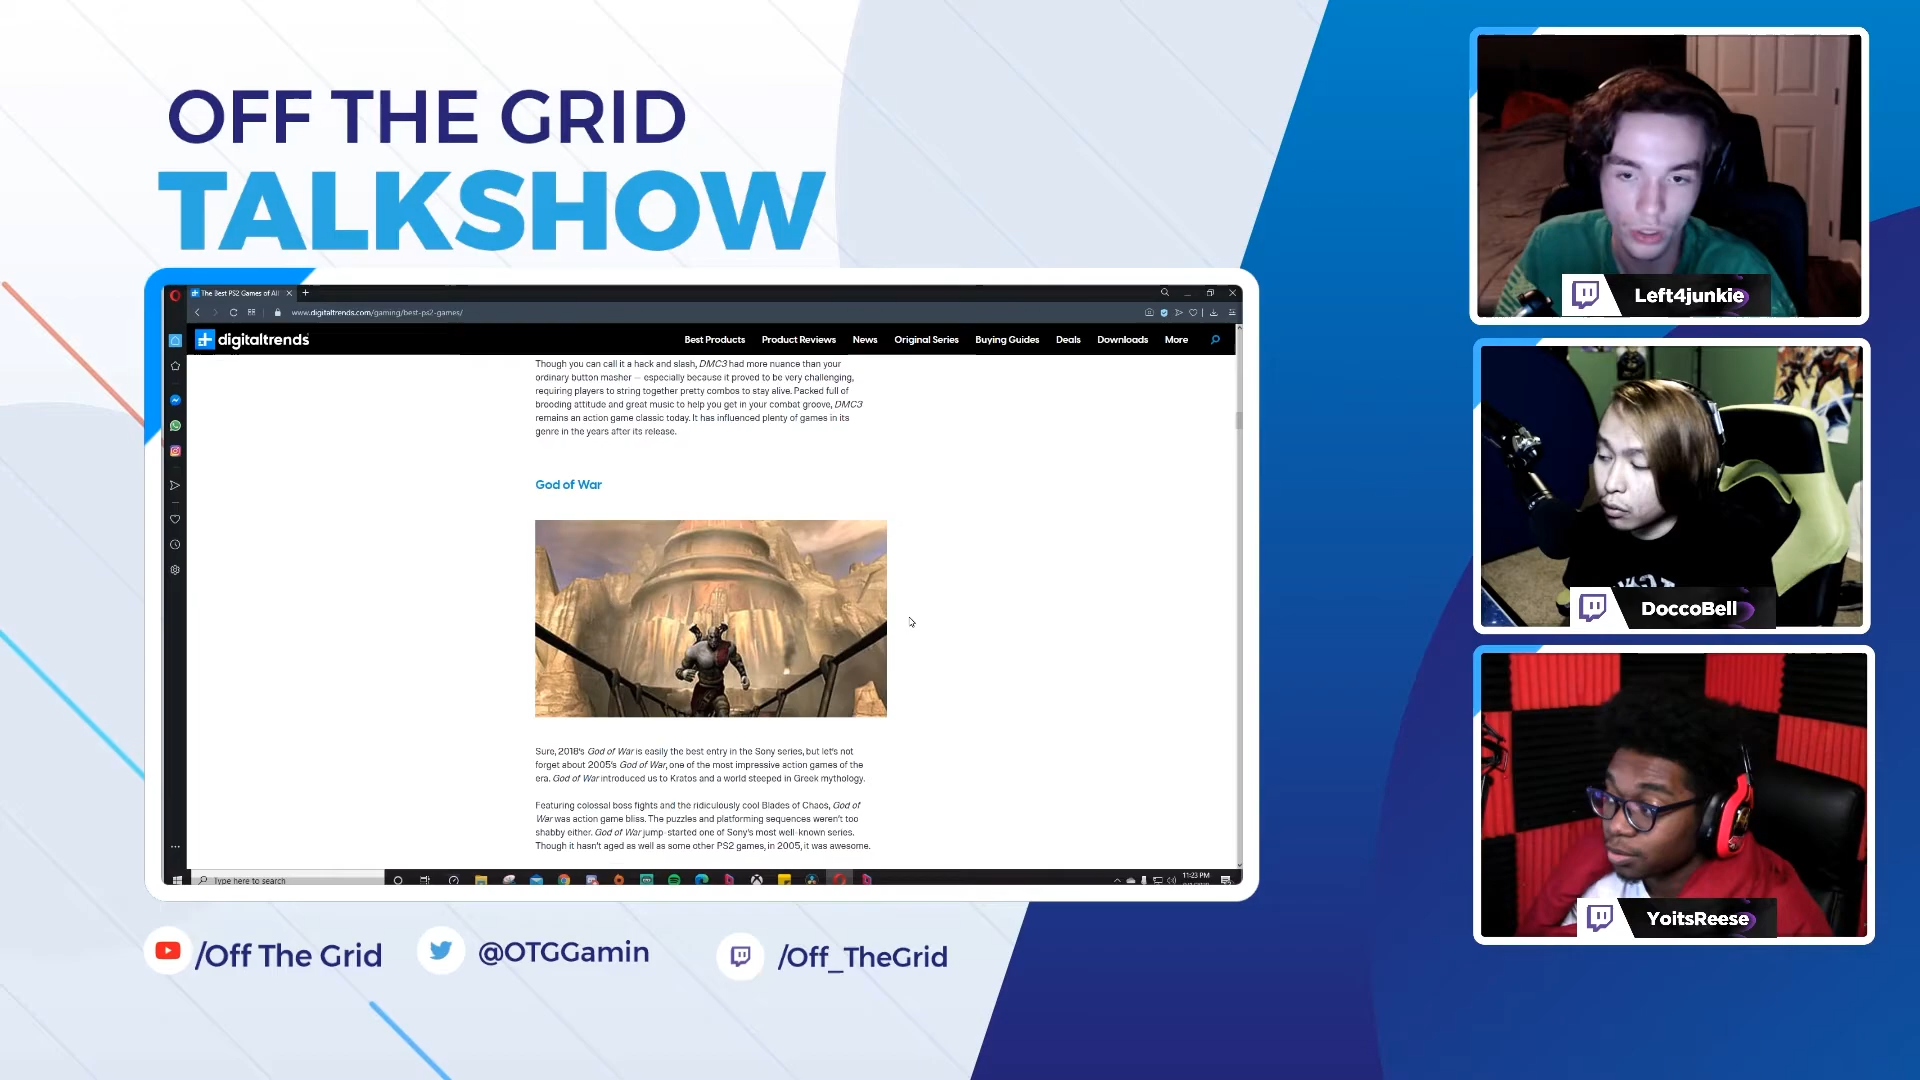 OFF THE GRID
TALKSHOW
The Best PS2 Games of All
www.digitaltrends.com/gaming/best-ps2-games/
digitaltrends
Best Products
Product Reviews
News
Original Series
Buying Guides
Deals
Downloads
More
Though you can call it a hack and slash, DMC3 had more nuance than your
ordinary button masher — especially because it proved to be very challenging,
requiring players to string together pretty combos to stay alive. Packed full of
brooding attitude and great music to help you get in your combat groove, DMC3
remains an action game classic today. It has influenced plenty of games in its
genre in the years after its release.
God of War
Sure, 2018's God of War is easily the best entry in the Sony series, but let's not
forget about 2005's God of War, one of the most impressive action games of the
era. God of War introduced us to Kratos and a world steeped in Greek mythology.
Featuring colossal boss fights and the ridiculously cool Blades of Chaos, God of
War was action game bliss. The puzzles and platforming sequences weren't too
shabby either. God of War jump-started one of Sony's most well-known series.
Though it hasn't aged as well as some other PS2 games, in 2005, it was awesome.
Type here to search
11:23 PM
Left4junkie
DoccoBell
YoitsReese
/Off The Grid
@OTGGamin
/Off_TheGrid